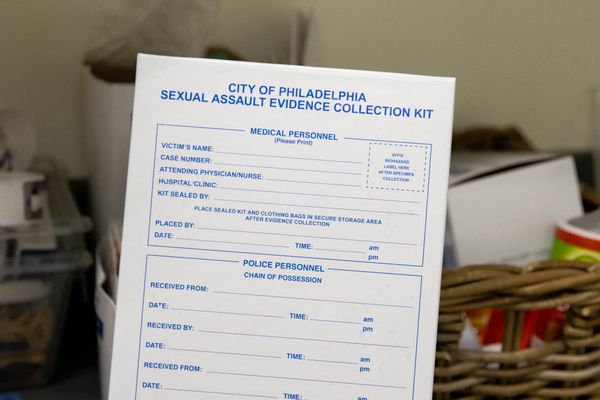 CITY OF PHILADELPHIA
SEXUAL ASSAULT EVIDENCE COLLECTION KIT
MEDICAL PERSONNEL
(Please Print)
VICTIM'S NAME:
CASE NUMBER:
ATTENDING PHYSICIAN/NURSE:
HOSPITAL/CLINIC:
KIT SEALED BY:
AFFIX
BIOHAZARD
LABEL HERE
AFTER SPECIMEN
COLLECTION
PLACE SEALED KIT AND CLOTHING BAGS IN SECURE STORAGE AREA
AFTER EVIDENCE COLLECTION
PLACED BY:
DATE: TIME: am
pm
POLICE PERSONNEL
CHAIN OF POSSESSION
RECEIVED FROM:
DATE: TIME: am
pm
RECEIVED BY:
DATE: TIME: am
pm
RECEIVED FROM:
DATE: TIME: am